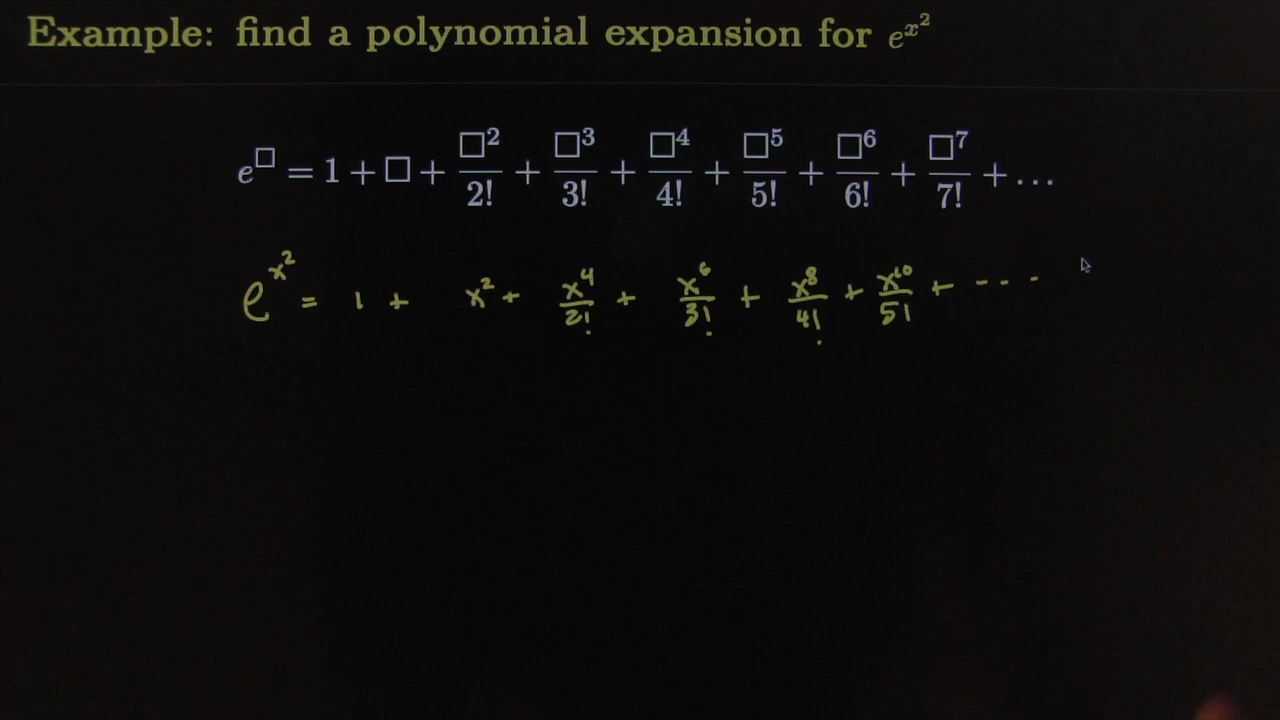 Example: find a polynomial expansion for e^{x^2}
e^□ = 1 + □ + □^2/2! + □^3/3! + □^4/4! + □^5/5! + □^6/6! + □^7/7! + ...
e^{x^2} = 1 + x^2 + x^4/2! + x^6/3! + x^8/4! + x^10/5! + ----